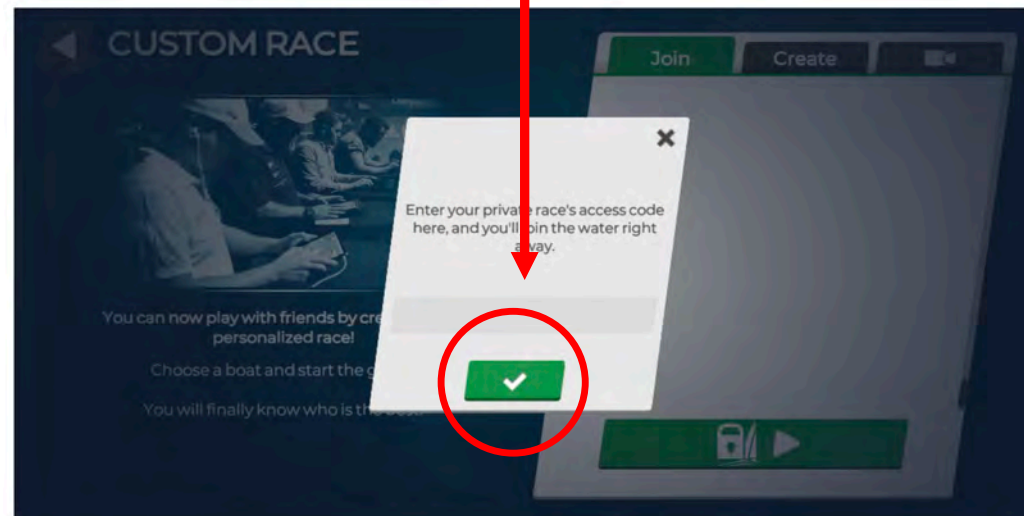 CUSTOM RACE
Join
Create
Enter your private race's access code
here, and you'll join the water right
away.
You can now play with friends by cre
personalized race!
Choose a boat and start the g
You will finally know who is the